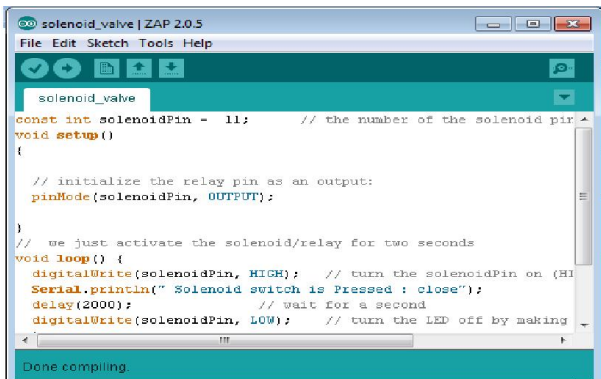 solenoid_valve | ZAP 2.0.5
File Edit Sketch Tools Help
solenoid_valve
const int solenoidPin = 11; // the number of the solenoid pin
void setup()
{
// initialize the relay pin as an output:
pinMode(solenoidPin, OUTPUT);
}
// we just activate the solenoid/relay for two seconds
void loop() {
digitalWrite(solenoidPin, HIGH); // turn the solenoidPin on (HI
Serial.println(" Solenoid switch is Pressed : close");
delay(2000); // wait for a second
digitalWrite(solenoidPin, LOW); // turn the LED off by making
Done compiling.